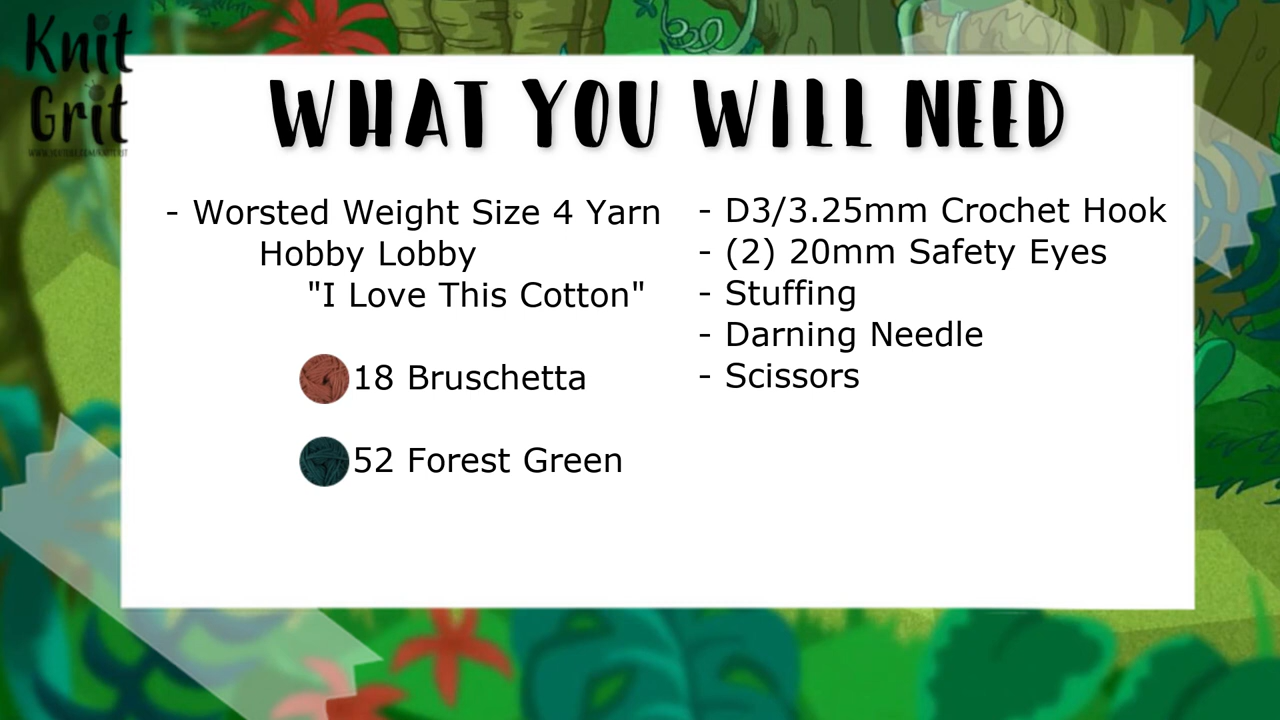 Knit
Grit
WHAT YOU WILL NEED
- Worsted Weight Size 4 Yarn
Hobby Lobby
"I Love This Cotton"
18 Bruschetta
52 Forest Green
- D3/3.25mm Crochet Hook
- (2) 20mm Safety Eyes
- Stuffing
- Darning Needle
- Scissors